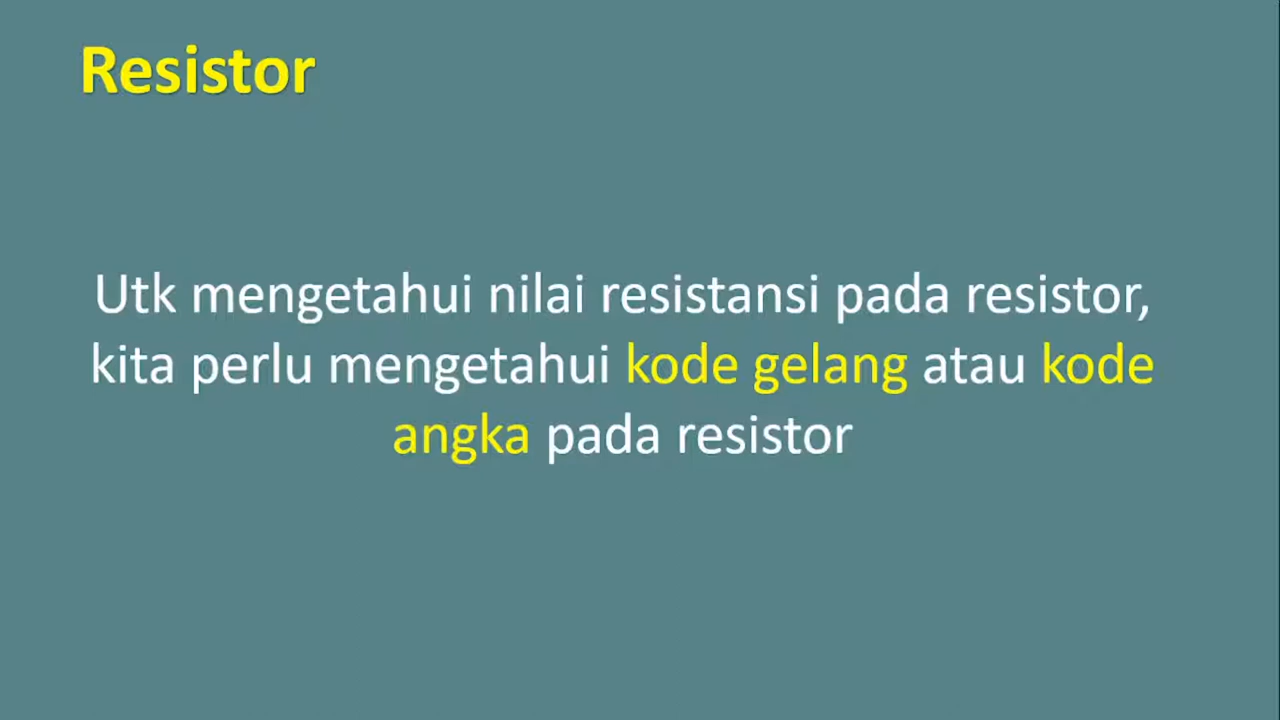 Resistor
Utk mengetahui nilai resistansi pada resistor,
kita perlu mengetahui kode gelang atau kode
angka pada resistor